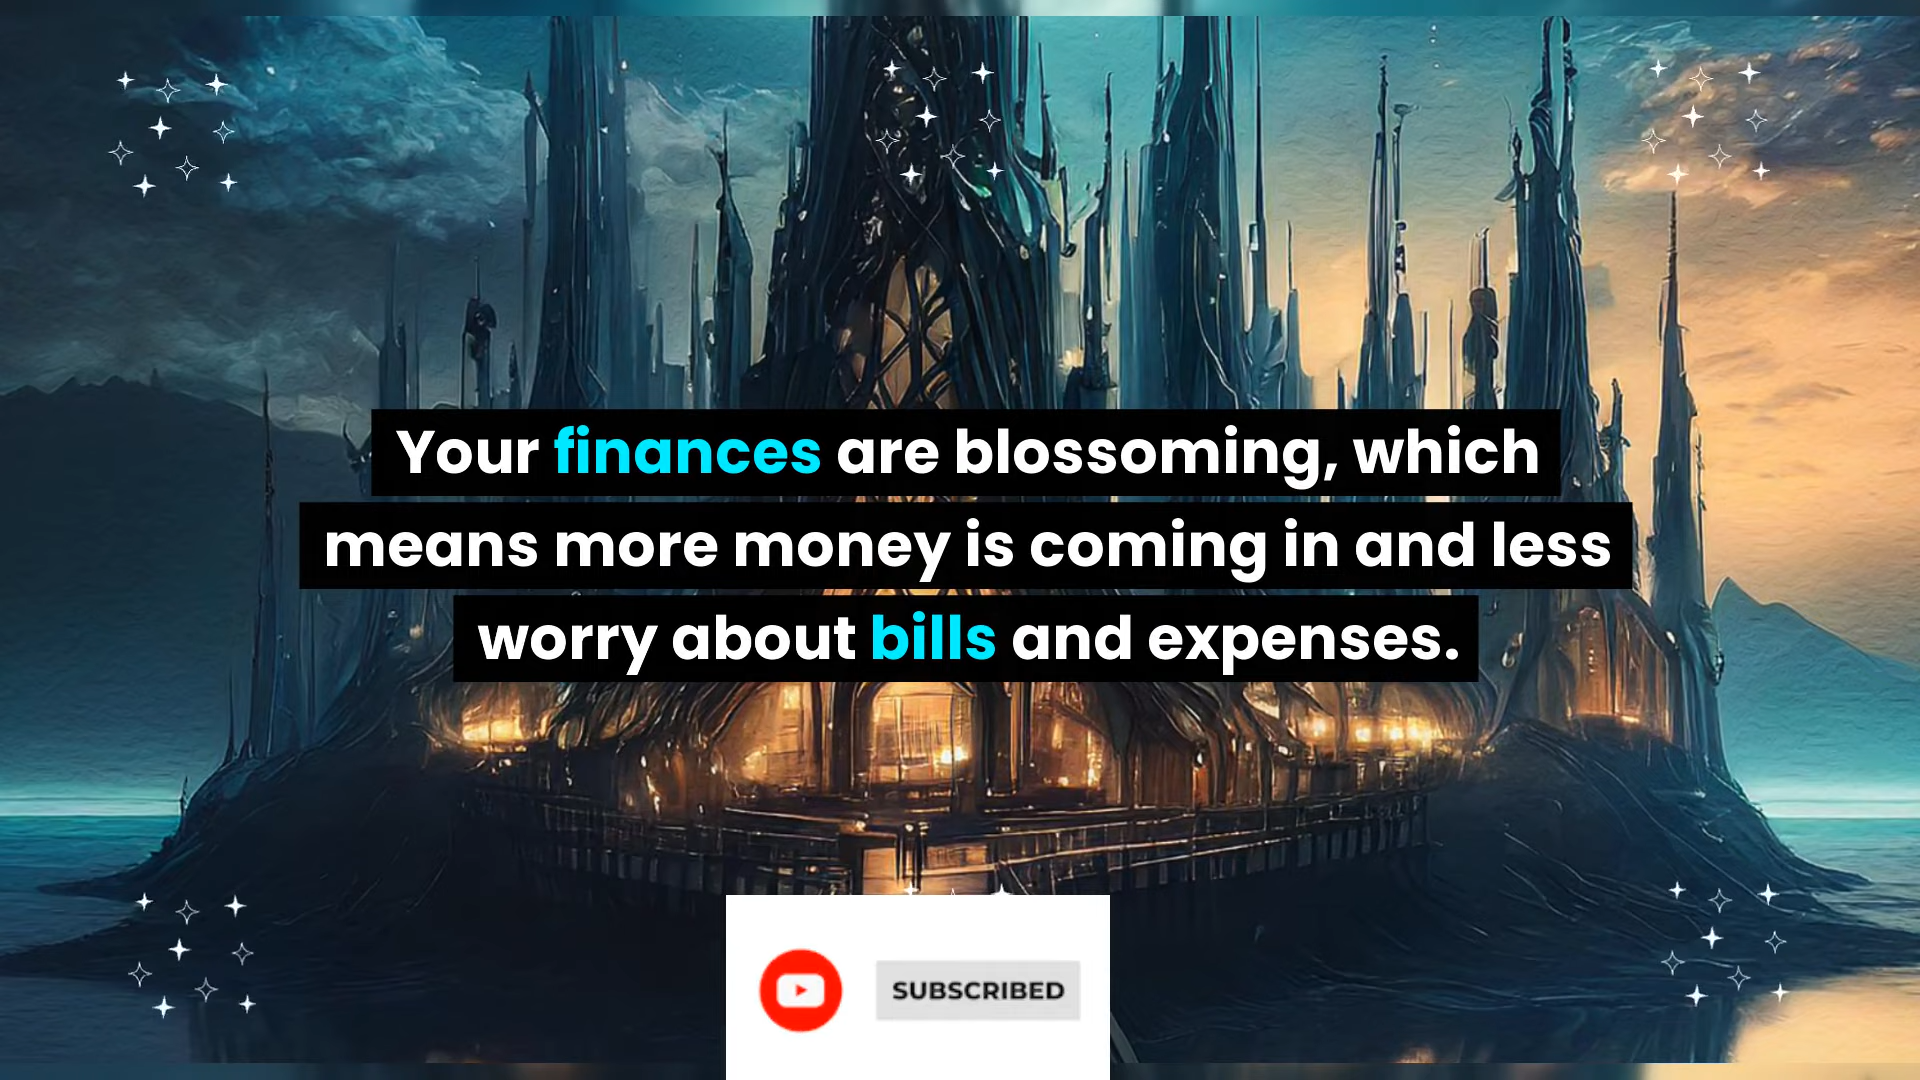 Your finances are blossoming, which
means more money is coming in and less
worry about bills and expenses.
SUBSCRIBED